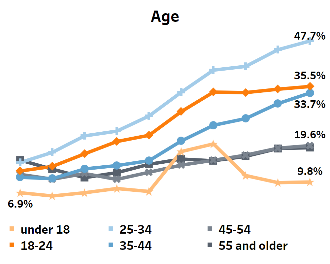 Age
47.7%
35.5%
33.7%
19.6%
9.8%
6.9%
under 18 25-34 45-54
18-24 35-44 55 and older